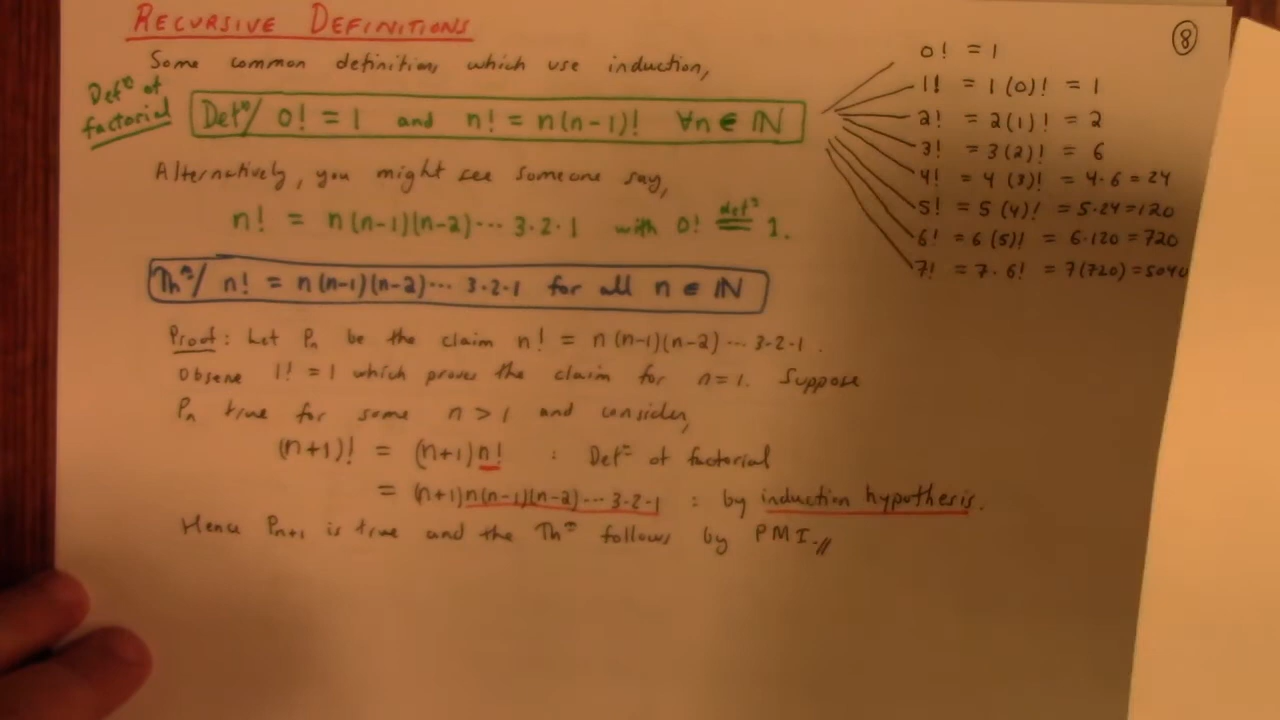 RECURSIVE DEFINITIONS
Some common definitions which use induction,
Defⁿ of
factorial
Defⁿ/ 0! = 1 and n! = n(n-1)! ∀n ∈ ℕ
Alternatively, you might see someone say,
n! = n(n-1)(n-2)··· 3·2·1 with 0! defⁿ= 1.
Thᵐ/ n! = n(n-1)(n-2)··· 3·2·1 for all n ∈ ℕ
Proof: Let Pₙ be the claim n! = n(n-1)(n-2)··· 3·2·1.
Observe 1! = 1 which proves the claim for n=1. Suppose
Pₙ true for some n > 1 and consider,
(n+1)! = (n+1)n! : Defⁿ of factorial
= (n+1)n(n-1)(n-2)··· 3·2·1 : by induction hypothesis.
Hence Pₙ₊₁ is true and the Thᵐ follows by PMI.//
8
0! = 1
1! = 1(0)! = 1
2! = 2(1)! = 2
3! = 3(2)! = 6
4! = 4(3)! = 4·6 = 24
5! = 5(4)! = 5·24 = 120
6! = 6(5)! = 6·120 = 720
7! = 7·6! = 7(720) = 5040